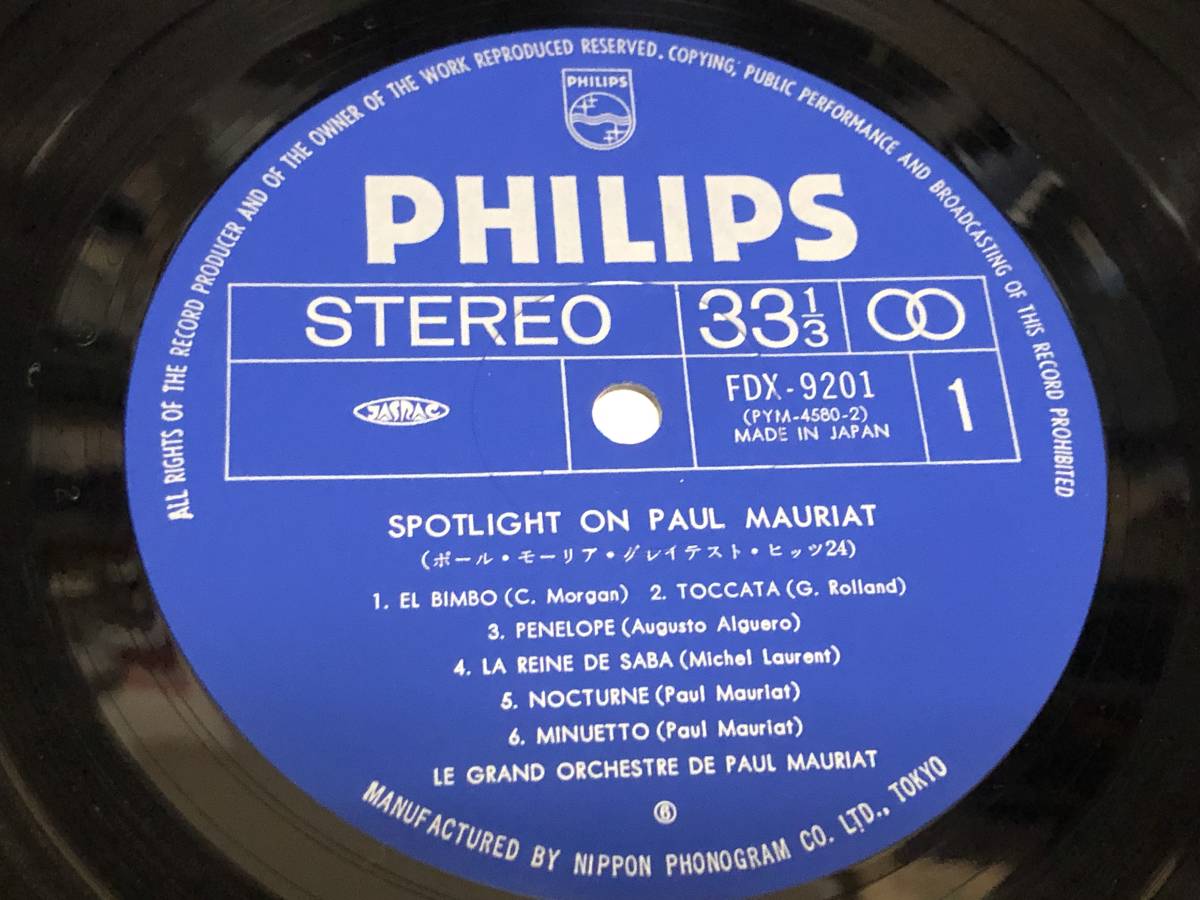 ALL RIGHTS OF THE RECORD PRODUCER AND OF THE OWNER OF THE WORK REPRODUCED RESERVED. COPYING, PUBLIC PERFORMANCE AND BROADCASTING OF THIS RECORD PROHIBITED
PHILIPS
PHILIPS
STEREO 33 1/3
JASRAC
FDX-9201 1
(PYM-4580-2)
MADE IN JAPAN
SPOTLIGHT ON PAUL MAURIAT
(ポール・モーリア・グレイテスト・ヒッツ24)
1. EL BIMBO (C. Morgan) 2. TOCCATA (G. Rolland)
3. PENELOPE (Augusto Alguero)
4. LA REINE DE SABA (Michel Laurent)
5. NOCTURNE (Paul Mauriat)
6. MINUETTO (Paul Mauriat)
LE GRAND ORCHESTRE DE PAUL MAURIAT
⑥
MANUFACTURED BY NIPPON PHONOGRAM CO. LTD., TOKYO